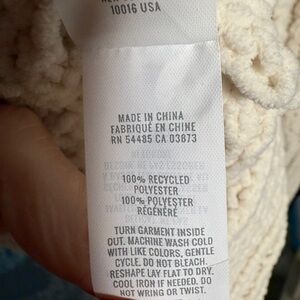 10016 USA
MADE IN CHINA
FABRIQUÉ EN CHINE
RN 54485 CA 03873
100% RECYCLED
POLYESTER
100% POLYESTER
RÉGÉNÉRÉ
TURN GARMENT INSIDE
OUT. MACHINE WASH COLD
WITH LIKE COLORS, GENTLE
CYCLE. DO NOT BLEACH.
RESHAPE LAY FLAT TO DRY.
COOL IRON IF NEEDED. DO
NOT WRING OR TWIST.